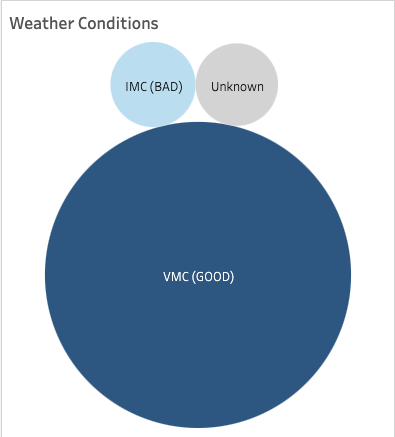 Weather Conditions
IMC (BAD)
Unknown
VMC (GOOD)